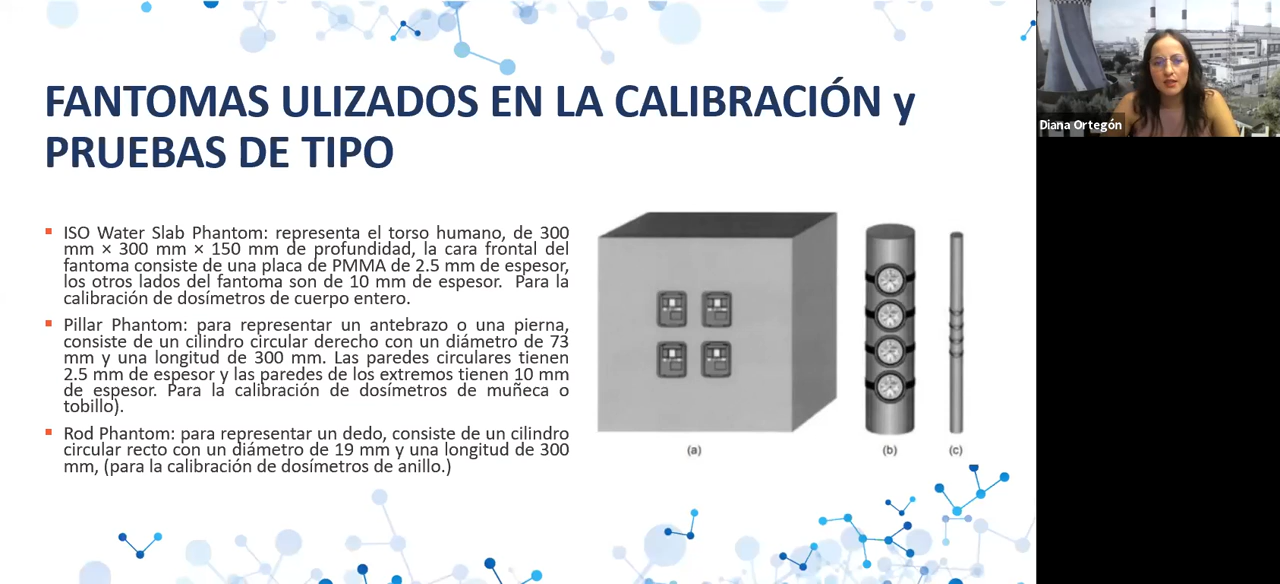 FANTOMAS ULIZADOS EN LA CALIBRACIÓN y
PRUEBAS DE TIPO
Diana Ortegón
ISO Water Slab Phantom: representa el torso humano, de 300
mm × 300 mm × 150 mm de profundidad, la cara frontal del
fantoma consiste de una placa de PMMA de 2.5 mm de espesor,
los otros lados del fantoma son de 10 mm de espesor. Para la
calibración de dosímetros de cuerpo entero.
Pillar Phantom: para representar un antebrazo o una pierna,
consiste de un cilindro circular derecho con un diámetro de 73
mm y una longitud de 300 mm. Las paredes circulares tienen
2.5 mm de espesor y las paredes de los extremos tienen 10 mm
de espesor. Para la calibración de dosímetros de muñeca o
tobillo).
Rod Phantom: para representar un dedo, consiste de un cilindro
circular recto con un diámetro de 19 mm y una longitud de 300
mm, (para la calibración de dosímetros de anillo.)
(a) (b) (c)